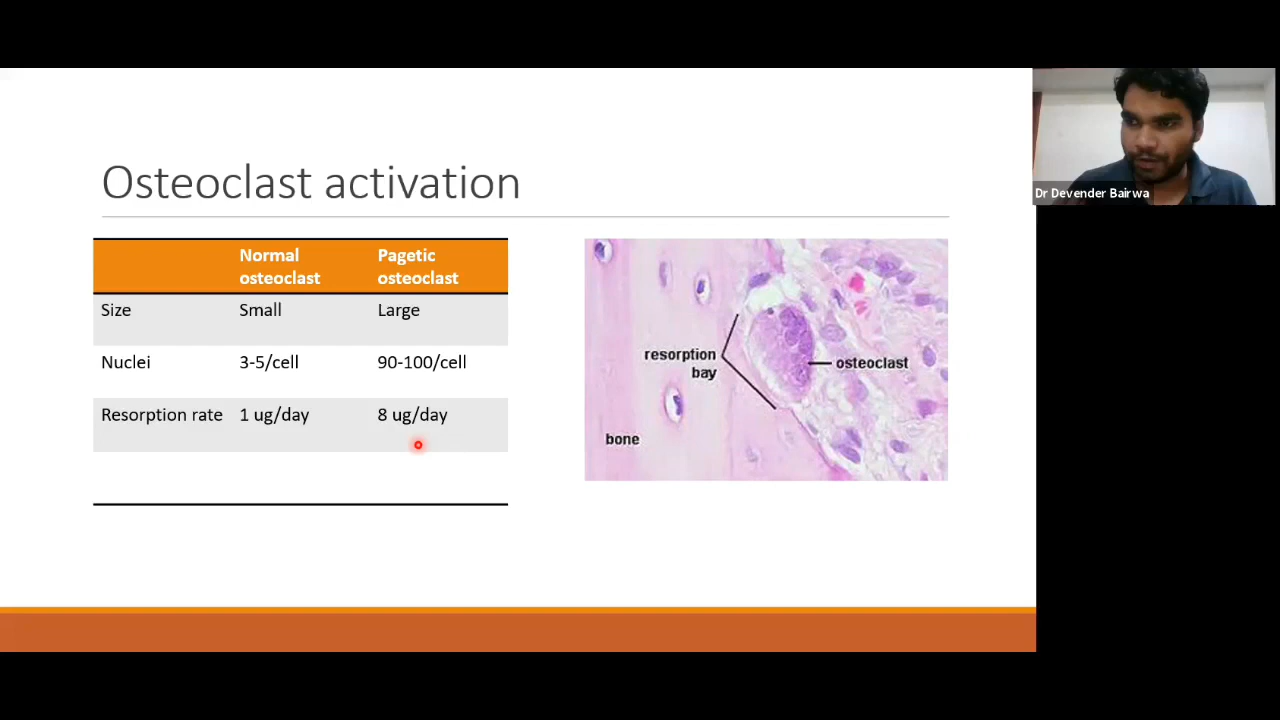 Osteoclast activation
Normal osteoclast
Pagetic osteoclast
Size Small Large
Nuclei 3-5/cell 90-100/cell
Resorption rate 1 ug/day 8 ug/day
resorption
bay
osteoclast
bone
Dr Devender Bairwa